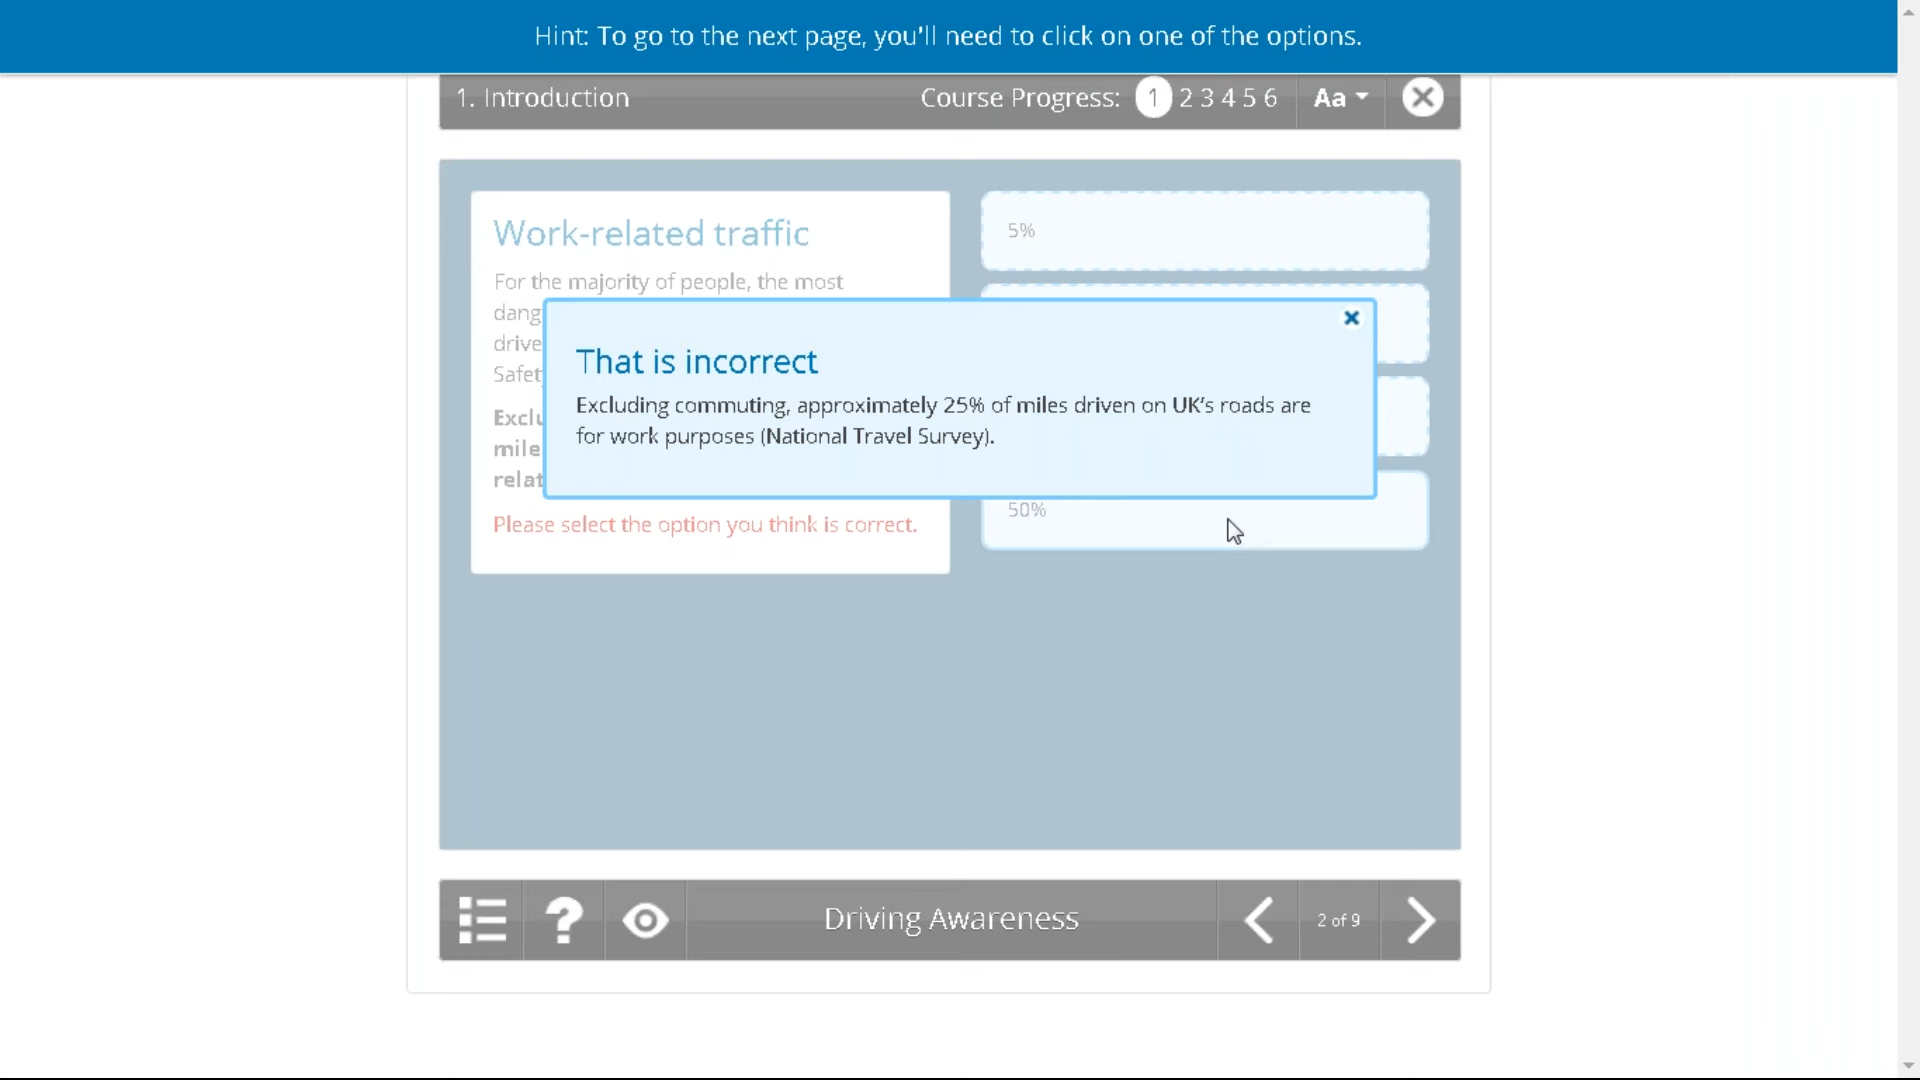 Hint: To go to the next page, you'll need to click on one of the options.
1. Introduction
Course Progress: 1 2 3 4 5 6
Aa
Work-related traffic
For the majority of people, the most
5%
That is incorrect
Excluding commuting, approximately 25% of miles driven on UK's roads are
for work purposes (National Travel Survey).
50%
Please select the option you think is correct.
Driving Awareness
2 of 9